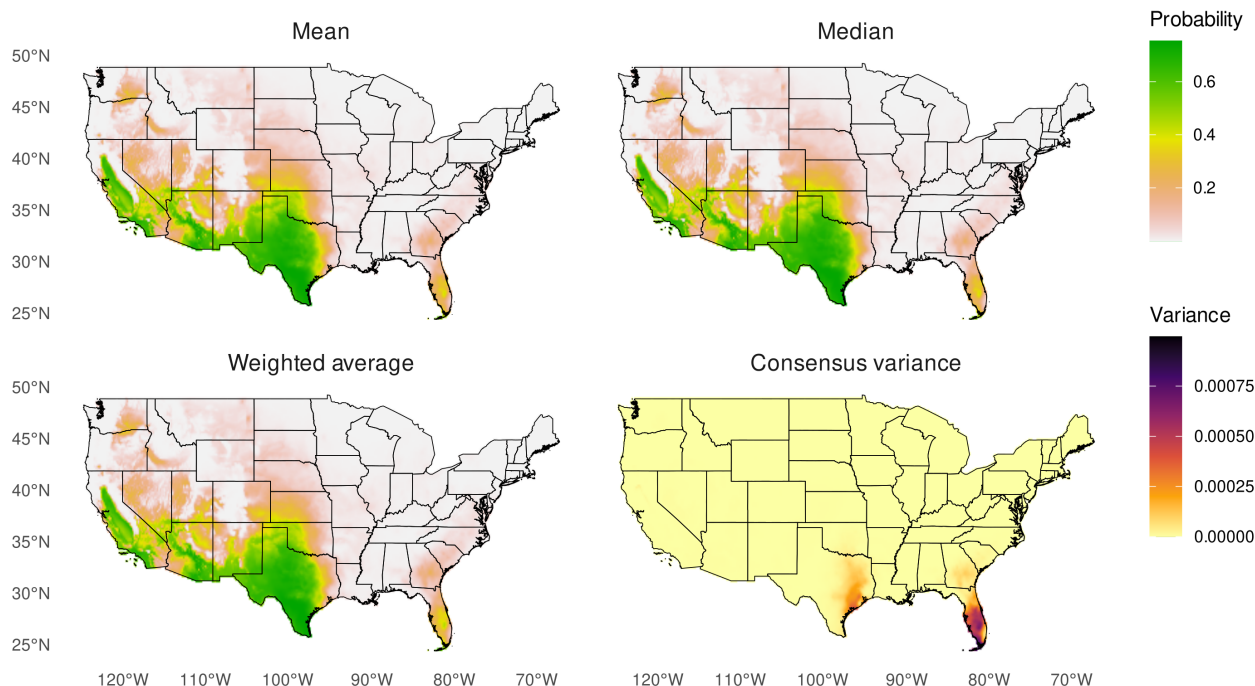 Mean
Median
50°N
45°N
40°N
35°N
30°N
25°N
Probability
0.6
0.4
0.2
Variance
0.00075
0.00050
0.00025
0.00000
Weighted average
Consensus variance
50°N
45°N
40°N
35°N
30°N
25°N
120°W 110°W 100°W 90°W 80°W 70°W
120°W 110°W 100°W 90°W 80°W 70°W